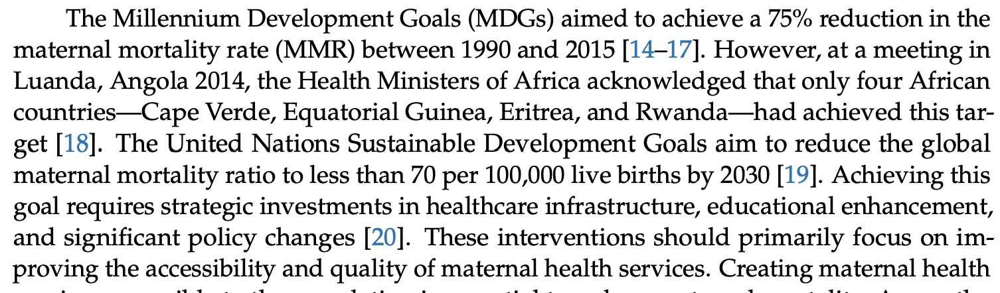 The Millennium Development Goals (MDGs) aimed to achieve a 75% reduction in the
maternal mortality rate (MMR) between 1990 and 2015 [14–17]. However, at a meeting in
Luanda, Angola 2014, the Health Ministers of Africa acknowledged that only four African
countries—Cape Verde, Equatorial Guinea, Eritrea, and Rwanda—had achieved this tar-
get [18]. The United Nations Sustainable Development Goals aim to reduce the global
maternal mortality ratio to less than 70 per 100,000 live births by 2030 [19]. Achieving this
goal requires strategic investments in healthcare infrastructure, educational enhancement,
and significant policy changes [20]. These interventions should primarily focus on im-
proving the accessibility and quality of maternal health services. Creating maternal health